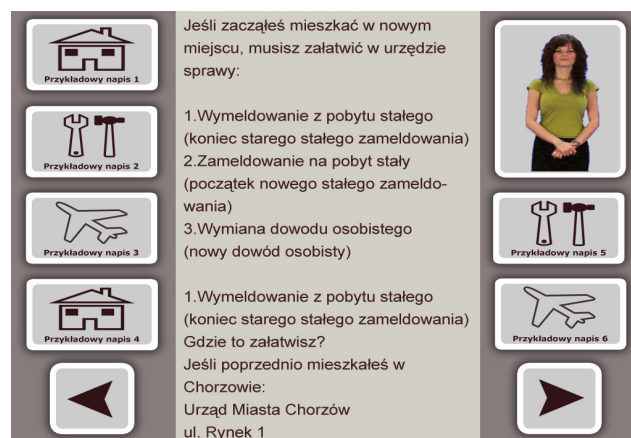 Przykładowy napis 1
Przykładowy napis 2
Przykładowy napis 3
Przykładowy napis 4
Jeśli zacząłeś mieszkać w nowym
miejscu, musisz załatwić w urzędzie
sprawy:
1.Wymeldowanie z pobytu stałego
(koniec starego stałego zameldowania)
2.Zameldowanie na pobyt stały
(początek nowego stałego zameldo-
wania)
3.Wymiana dowodu osobistego
(nowy dowód osobisty)
1.Wymeldowanie z pobytu stałego
(koniec starego stałego zameldowania)
Gdzie to załatwisz?
Jeśli poprzednio mieszkałeś w
Chorzowie:
Urząd Miasta Chorzów
ul. Rynek 1
Przykładowy napis 5
Przykładowy napis 6